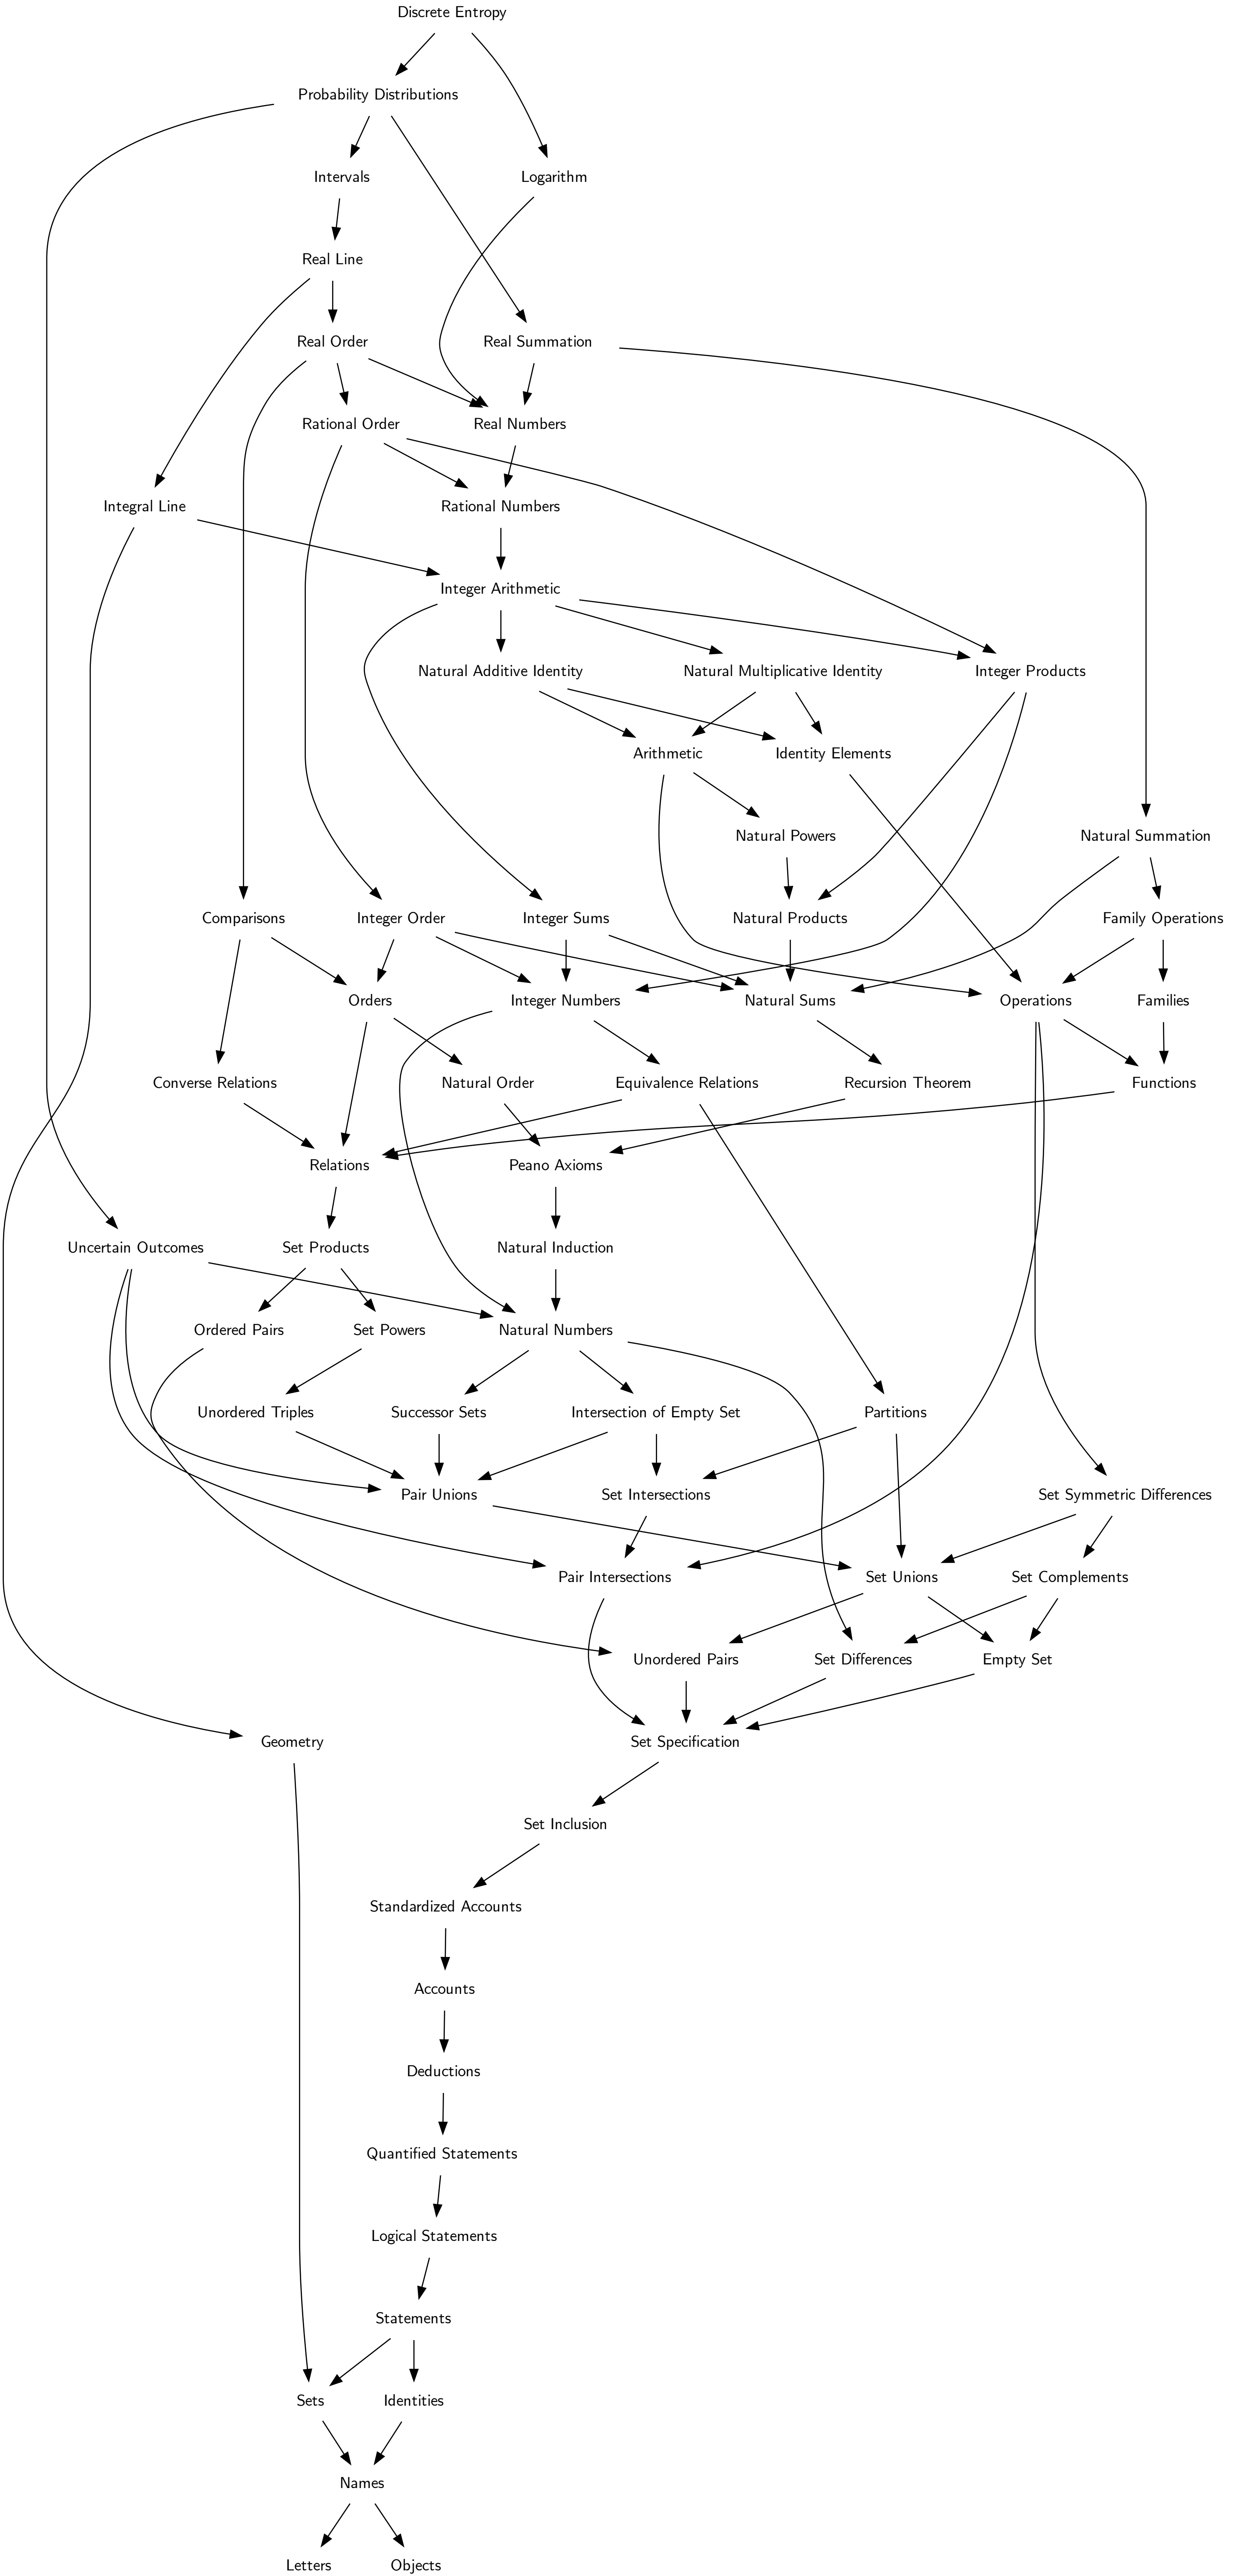 Discrete Entropy
Probability Distributions
Intervals
Logarithm
Real Line
Real Order
Real Summation
Rational Order
Real Numbers
Integral Line
Rational Numbers
Integer Arithmetic
Natural Additive Identity
Natural Multiplicative Identity
Integer Products
Arithmetic
Identity Elements
Natural Powers
Natural Summation
Comparisons
Integer Order
Integer Sums
Natural Products
Family Operations
Orders
Integer Numbers
Natural Sums
Operations
Families
Converse Relations
Natural Order
Equivalence Relations
Recursion Theorem
Functions
Relations
Peano Axioms
Uncertain Outcomes
Set Products
Natural Induction
Ordered Pairs
Set Powers
Natural Numbers
Unordered Triples
Successor Sets
Intersection of Empty Set
Partitions
Pair Unions
Set Intersections
Set Symmetric Differences
Pair Intersections
Set Unions
Set Complements
Unordered Pairs
Set Differences
Empty Set
Geometry
Set Specification
Set Inclusion
Standardized Accounts
Accounts
Deductions
Quantified Statements
Logical Statements
Statements
Sets
Identities
Names
Letters
Objects